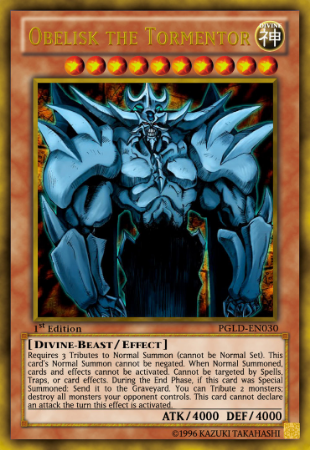 OBELISK THE TORMENTOR
DIVINE
神
1st Edition
PGLD-EN030
[ DIVINE-BEAST / EFFECT ]
Requires 3 Tributes to Normal Summon (cannot be Normal Set). This
card's Normal Summon cannot be negated. When Normal Summoned,
cards and effects cannot be activated. Cannot be targeted by Spells,
Traps, or card effects. During the End Phase, if this card was Special
Summoned: Send it to the Graveyard. You can Tribute 2 monsters;
destroy all monsters your opponent controls. This card cannot declare
an attack the turn this effect is activated.
ATK/4000 DEF/4000
©1996 KAZUKI TAKAHASHI